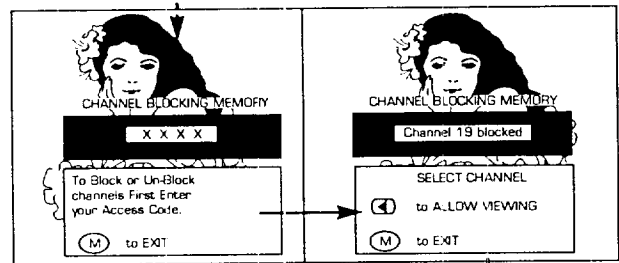 CHANNEL BLOCKING MEMORY
X X X X
To Block or Un-Block
channels First Enter
your Access Code.
M to EXIT
CHANNEL BLOCKING MEMORY
Channel 19 blocked
SELECT CHANNEL
to ALLOW VIEWING
M to EXIT